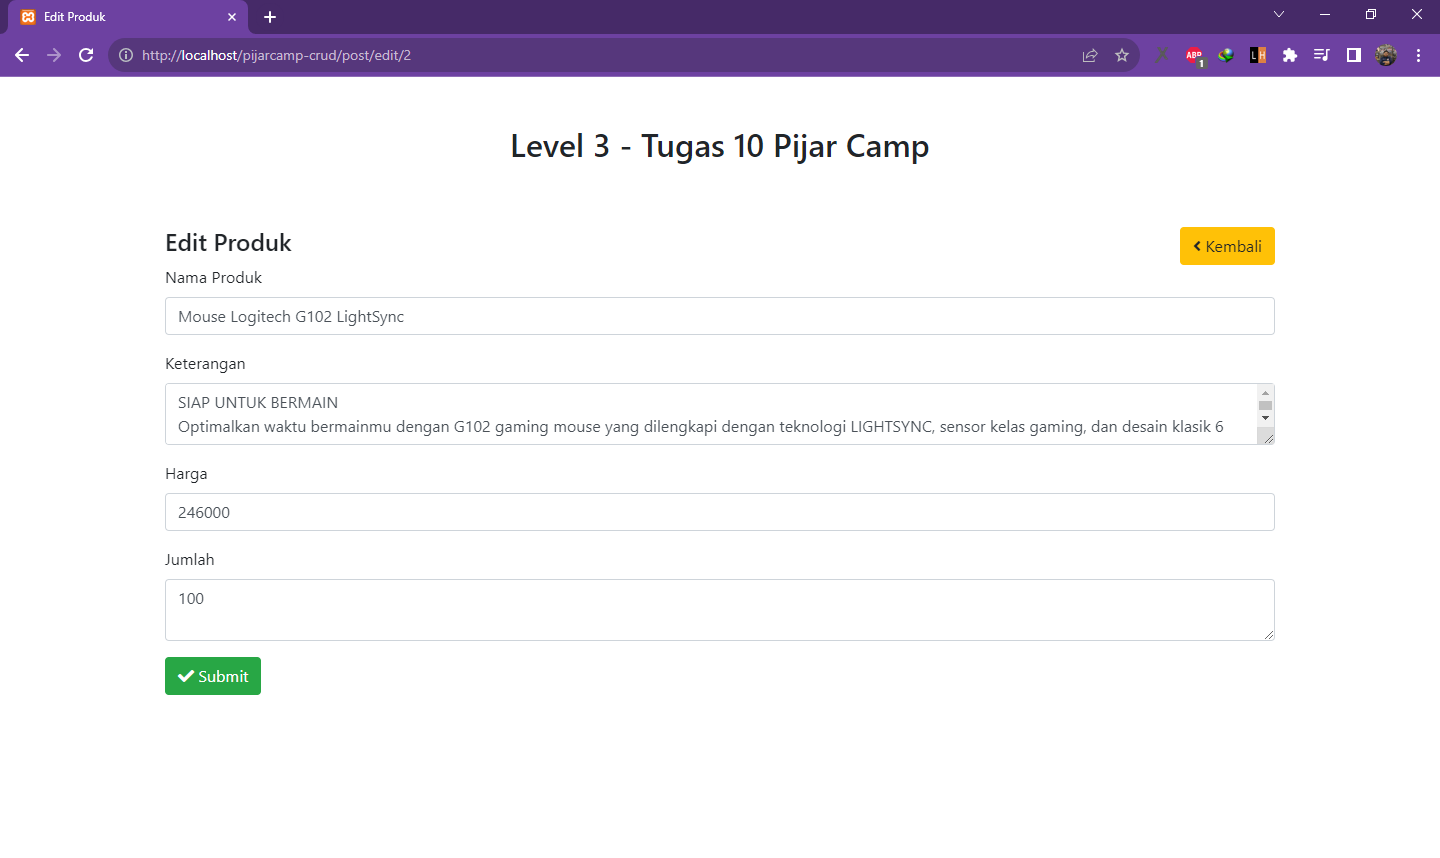 Edit Produk
http://localhost/pijarcamp-crud/post/edit/2
ABP
1
L H
Level 3 - Tugas 10 Pijar Camp
Edit Produk
Kembali
Nama Produk
Mouse Logitech G102 LightSync
Keterangan
SIAP UNTUK BERMAIN
Optimalkan waktu bermainmu dengan G102 gaming mouse yang dilengkapi dengan teknologi LIGHTSYNC, sensor kelas gaming, dan desain klasik 6
Harga
246000
Jumlah
100
Submit